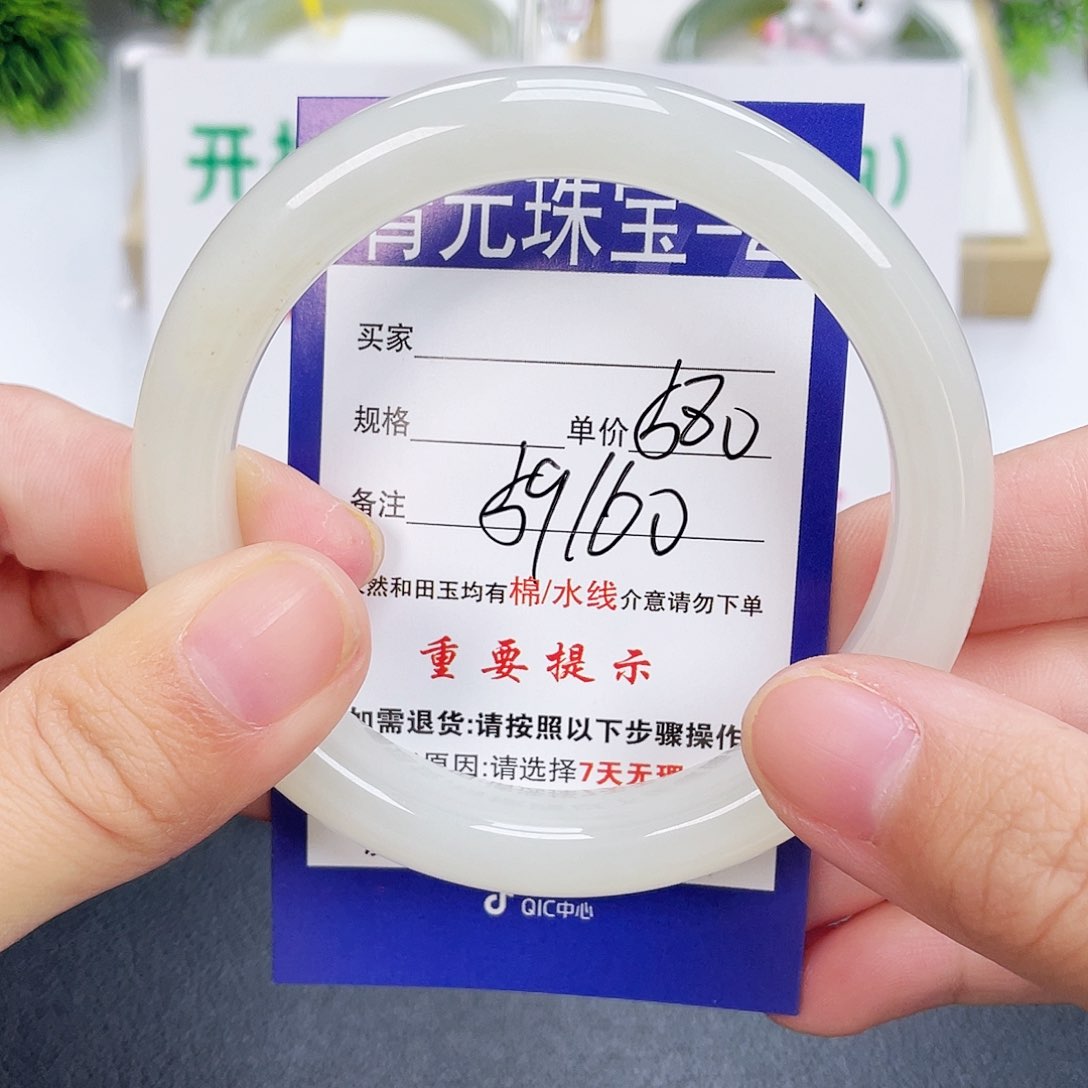 开
元珠宝
买家
规格 单价 580
备注 59/160
然和田玉均有棉/水线介意请勿下单
重要提示
如需退货:请按照以下步骤操作
原因:请选择7天无理
QIC中心